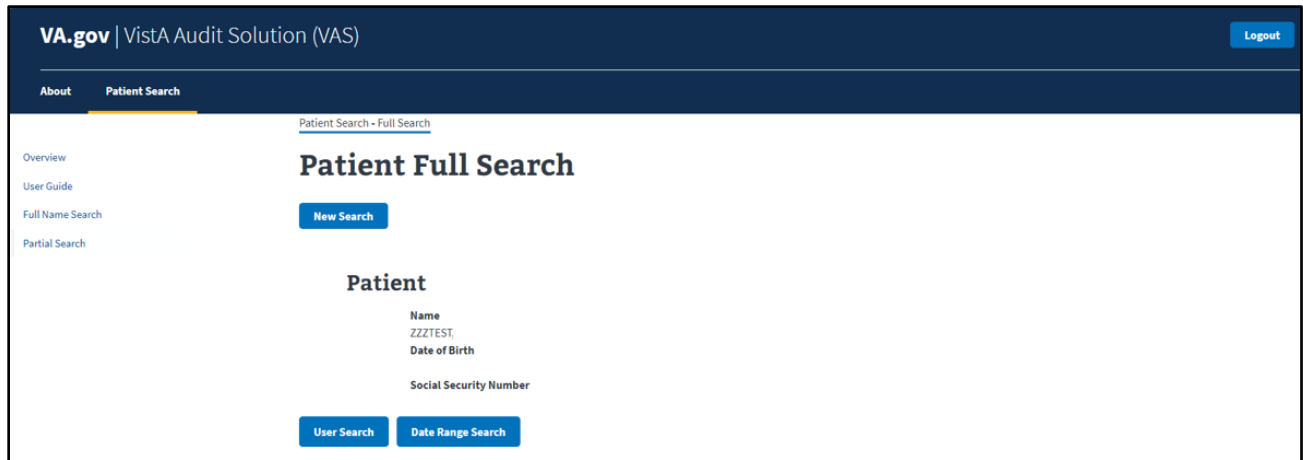 VA.gov | VistA Audit Solution (VAS)
Logout
About Patient Search
Patient Search - Full Search
Overview
User Guide
Full Name Search
Partial Search
Patient Full Search
New Search
Patient
Name
ZZZTEST,
Date of Birth
Social Security Number
User Search Date Range Search